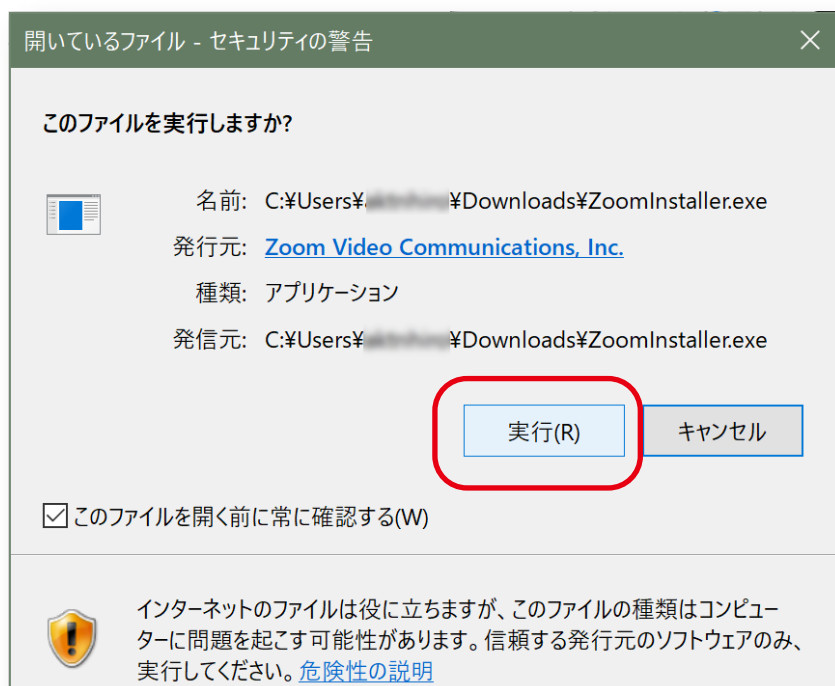 開いているファイル - セキュリティの警告
このファイルを実行しますか?
名前: C:¥Users¥ ¥Downloads¥ZoomInstaller.exe
発行元: Zoom Video Communications, Inc.
種類: アプリケーション
発信元: C:¥Users¥ ¥Downloads¥ZoomInstaller.exe
実行(R) キャンセル
このファイルを開く前に常に確認する(W)
インターネットのファイルは役に立ちますが、このファイルの種類はコンピュー
ターに問題を起こす可能性があります。信頼する発行元のソフトウェアのみ、
実行してください。危険性の説明